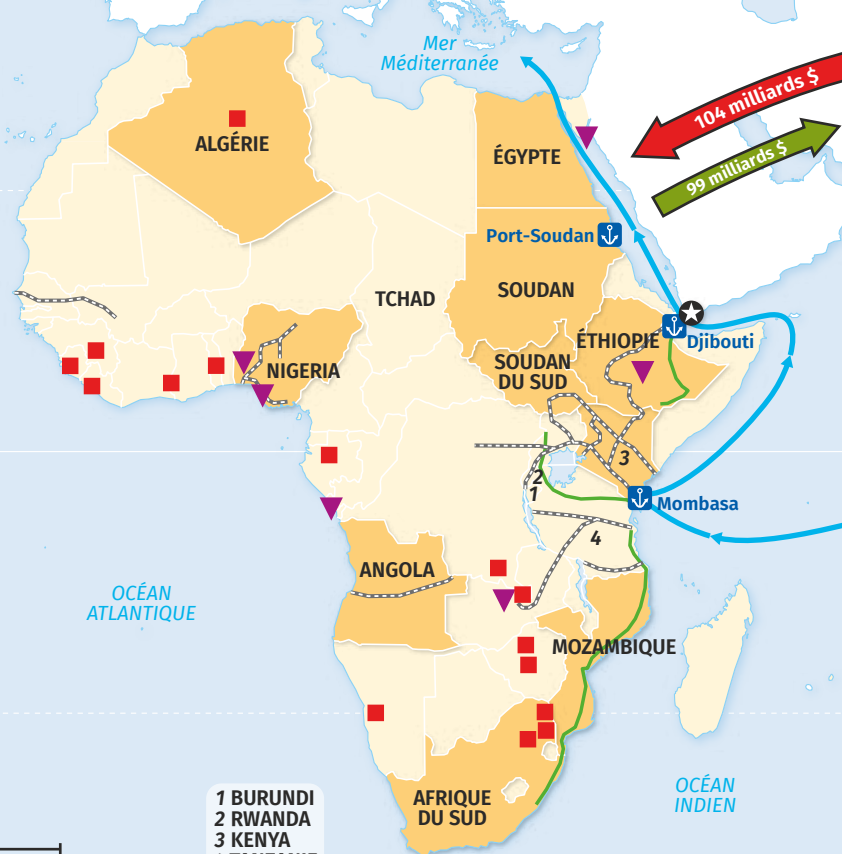 Mer
Méditerranée
104 milliards $
99 milliards $
ALGÉRIE
ÉGYPTE
Port-Soudan
TCHAD
SOUDAN
NIGERIA
ÉTHIOPIE
Djibouti
SOUDAN
DU SUD
3
2
1
Mombasa
4
ANGOLA
OCÉAN
ATLANTIQUE
MOZAMBIQUE
AFRIQUE
DU SUD
OCÉAN
INDIEN
1 BURUNDI
2 RWANDA
3 KENYA